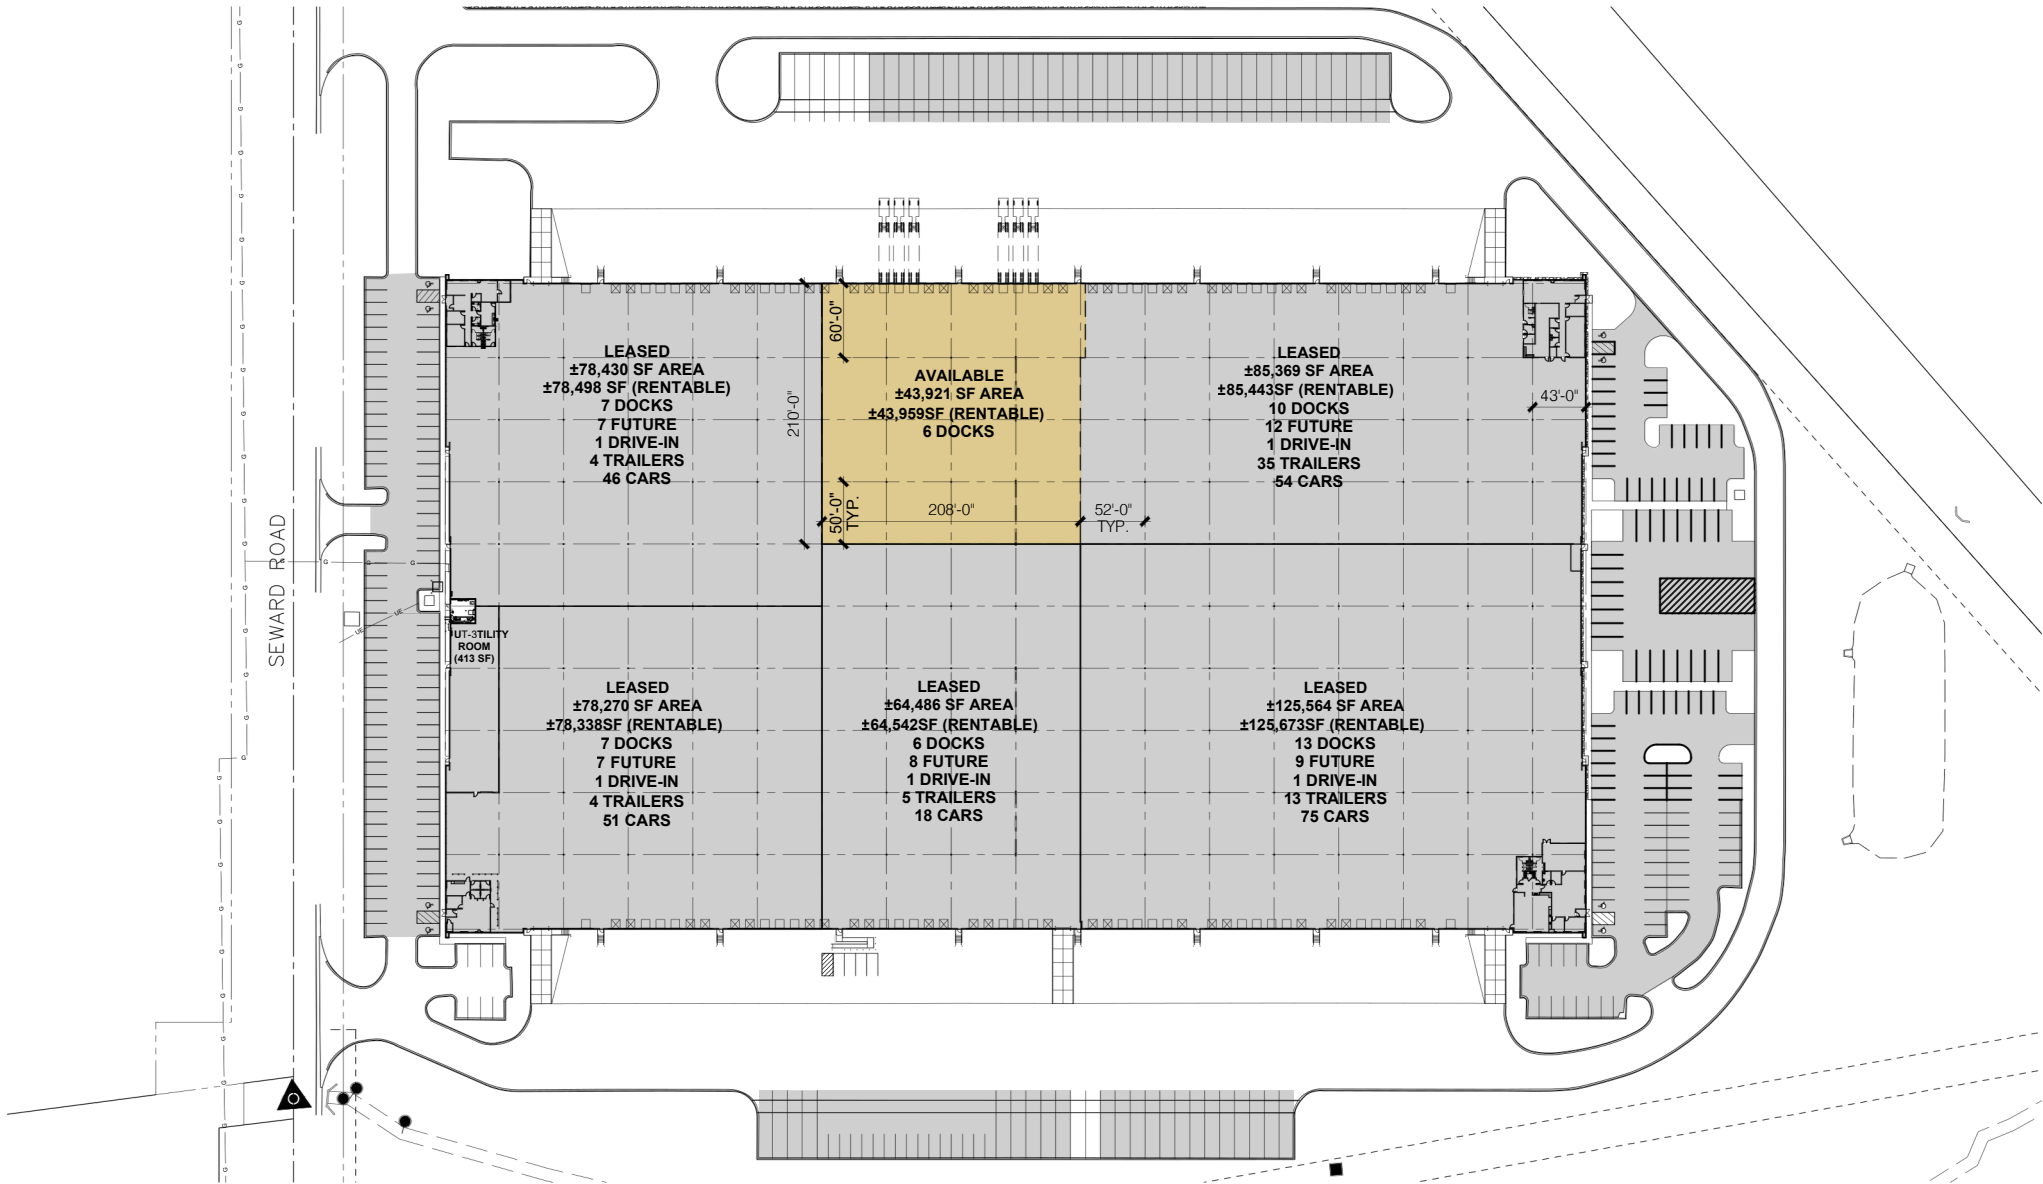 LEASED
±78,430 SF AREA
±78,498 SF (RENTABLE)
7 DOCKS
7 FUTURE
1 DRIVE-IN
4 TRAILERS
46 CARS
210'-0"
60'-0"
AVAILABLE
±43,921 SF AREA
±43,959SF (RENTABLE)
6 DOCKS
50'-0"
TYP.
208'-0"
52'-0"
TYP.
LEASED
±85,369 SF AREA
±85,443SF (RENTABLE)
10 DOCKS
12 FUTURE
1 DRIVE-IN
35 TRAILERS
54 CARS
43'-0"
SEWARD ROAD
G
G
G
G
UE
UE
UT-3TILITY
ROOM
(413 SF)
LEASED
±78,270 SF AREA
±78,338SF (RENTABLE)
7 DOCKS
7 FUTURE
1 DRIVE-IN
4 TRAILERS
51 CARS
LEASED
±64,486 SF AREA
±64,542SF (RENTABLE)
6 DOCKS
8 FUTURE
1 DRIVE-IN
5 TRAILERS
18 CARS
LEASED
±125,564 SF AREA
±125,673SF (RENTABLE)
13 DOCKS
9 FUTURE
1 DRIVE-IN
13 TRAILERS
75 CARS